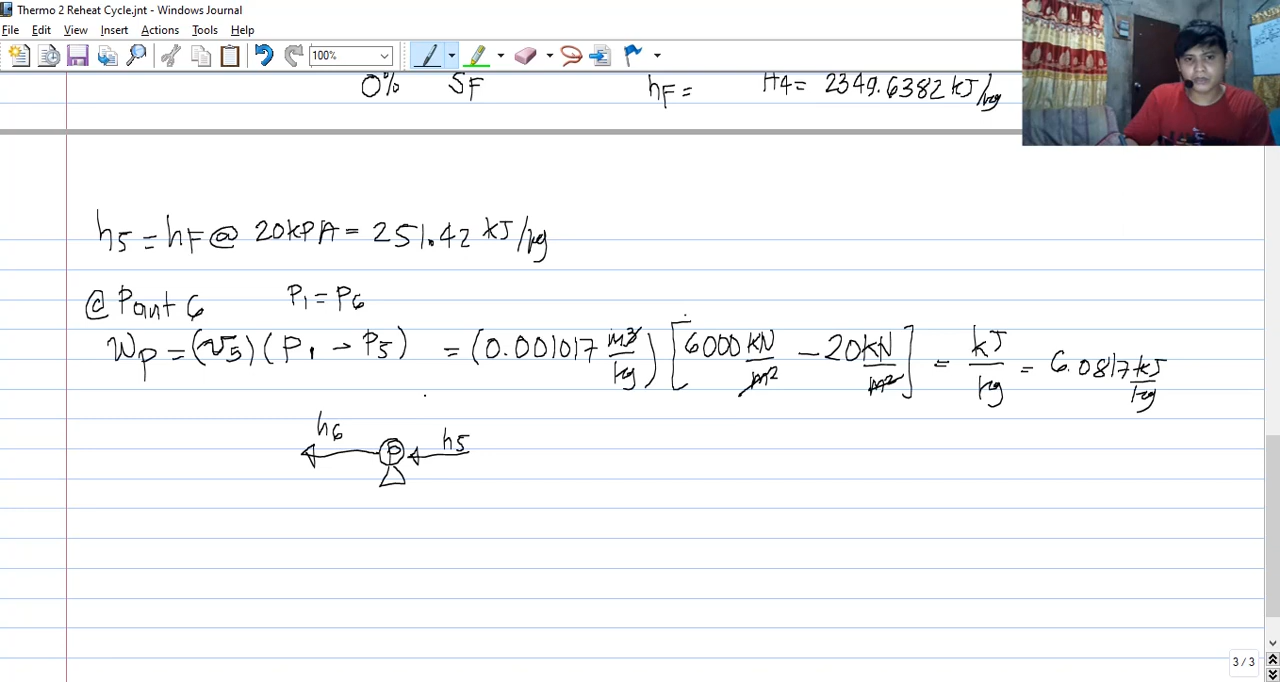 Thermo 2 Reheat Cycle.jnt - Windows Journal
File Edit View Insert Actions Tools Help
100%
0% SF hF= H4= 2349.6382 kJ/kg
h5 = hF @ 20kPA = 251.42 kJ/kg
@ Point 6 P1 = P6
Wp = (v5)(P1 - P5) = (0.001017 m3/kg) [6000 kN/m2 - 20 kN/m2] = kJ/kg = 6.0817 kJ/kg
h6 P h5
3 / 3